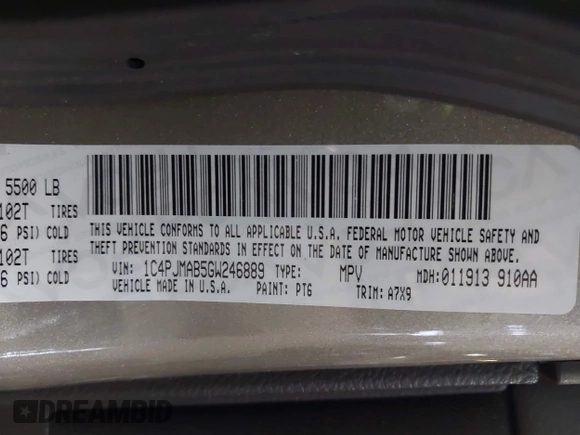 5500 LB
102T TIRES
6 PSI) COLD
102T TIRES
6 PSI) COLD
THIS VEHICLE CONFORMS TO ALL APPLICABLE U.S.A. FEDERAL MOTOR VEHICLE SAFETY AND
THEFT PREVENTION STANDARDS IN EFFECT ON THE DATE OF MANUFACTURE SHOWN ABOVE.
VIN: 1C4PJMAB5GW246889 TYPE: MPV MDH:011913 910AA
VEHICLE MADE IN U.S.A. PAINT: PT6 TRIM: A7X9
DREAMBID